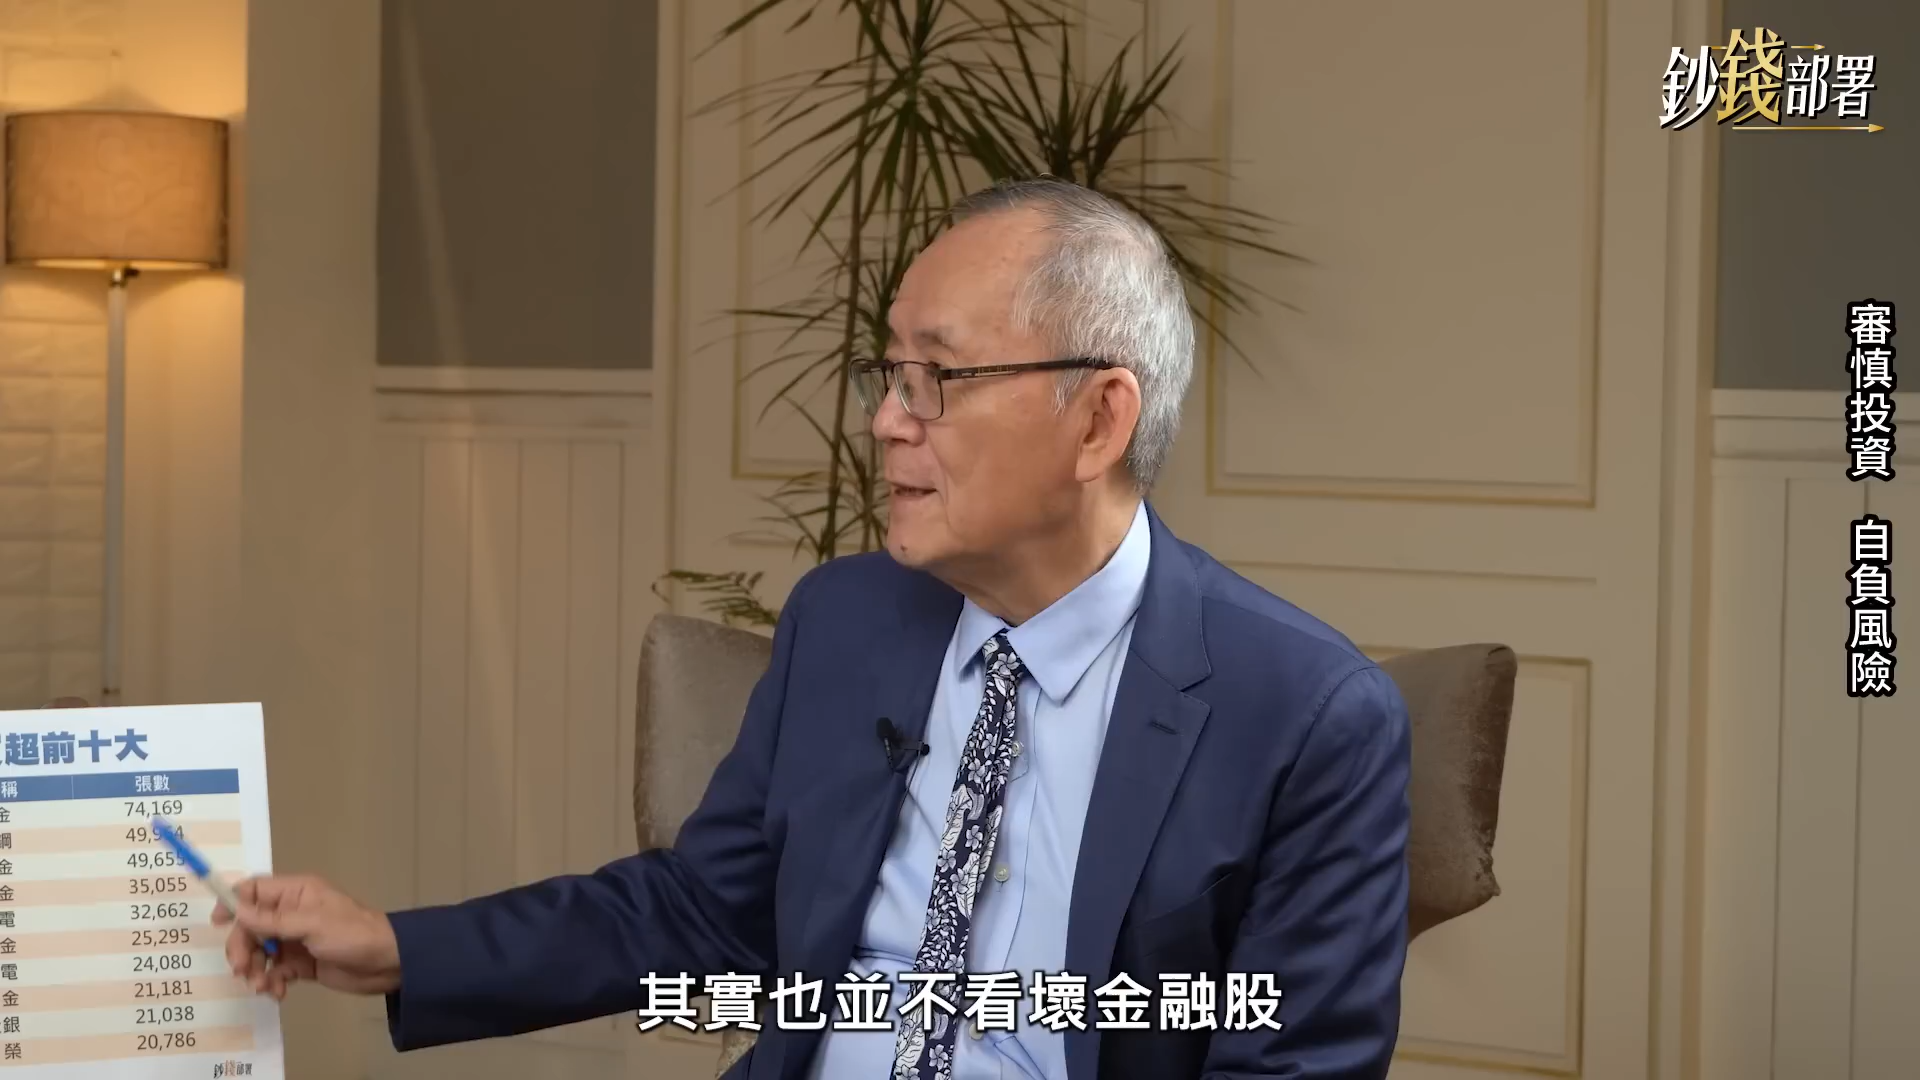 鈔錢部署
審慎投資 自負風險
超前十大
稱 張數
金 74,169
鋼 49,954
金 49,655
金 35,055
電 32,662
金 25,295
電 24,080
金 21,181
銀 21,038
榮 20,786
鈔錢部署
其實也並不看壞金融股